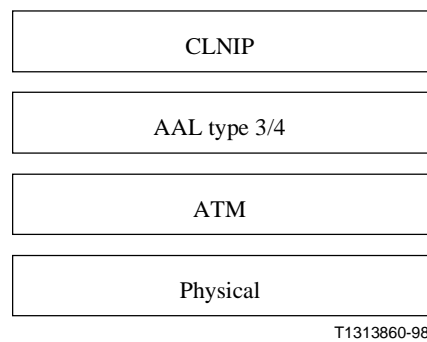 CLNIP
AAL type 3/4
ATM
Physical
T1313860-98